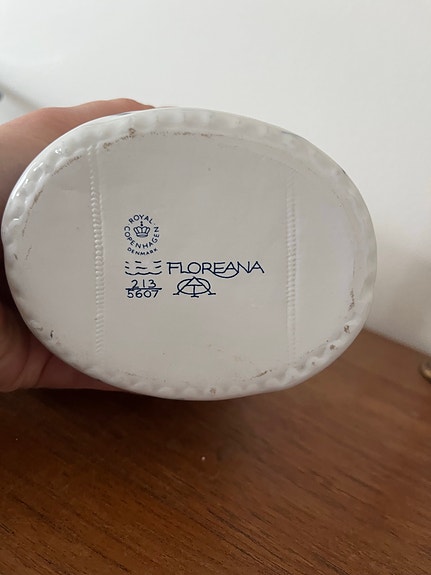 ROYAL
COPENHAGEN
DENMARK
FLOREANA
213
5607